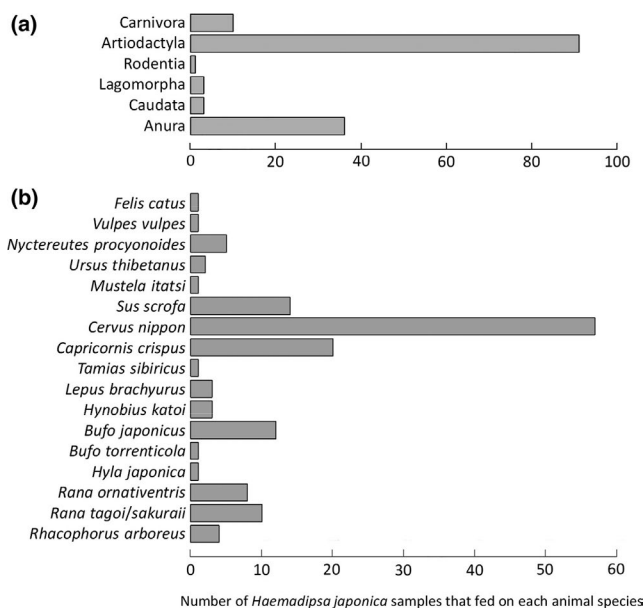 (a)
Carnivora
Artiodactyla
Rodentia
Lagomorpha
Caudata
Anura
0 20 40 60 80 100
(b)
Felis catus
Vulpes vulpes
Nyctereutes procyonoides
Ursus thibetanus
Mustela itatsi
Sus scrofa
Cervus nippon
Capricornis crispus
Tamias sibiricus
Lepus brachyurus
Hynobius katoi
Bufo japonicus
Bufo torrenticola
Hyla japonica
Rana ornativentris
Rana tagoi/sakuraii
Rhacophorus arboreus
0 10 20 30 40 50 60
Number of Haemadipsa japonica samples that fed on each animal species